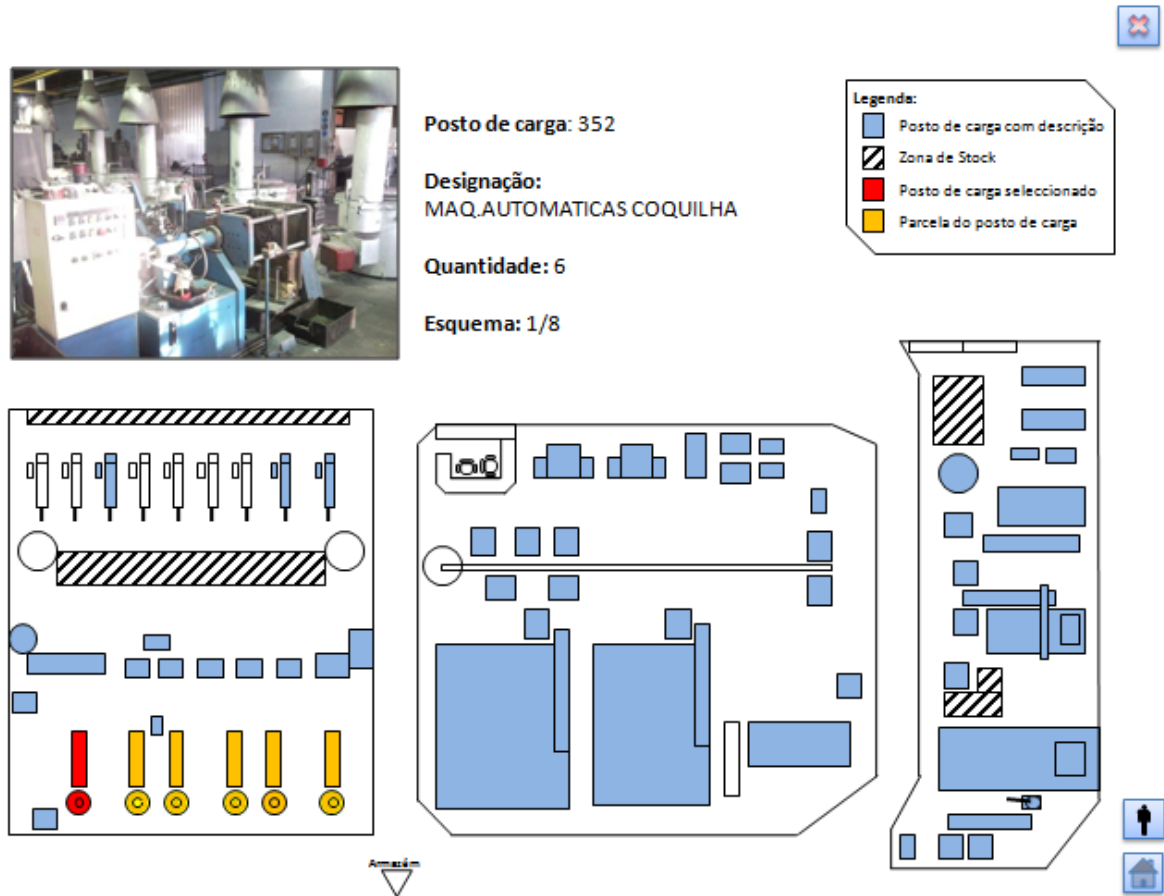 Posto de carga: 352
Designação:
MAQ.AUTOMATICAS COQUILHA
Quantidade: 6
Esquema: 1/8
Legenda:
Posto de carga com descrição
Zona de Stock
Posto de carga seleccionado
Parcela do posto de carga
Armazém